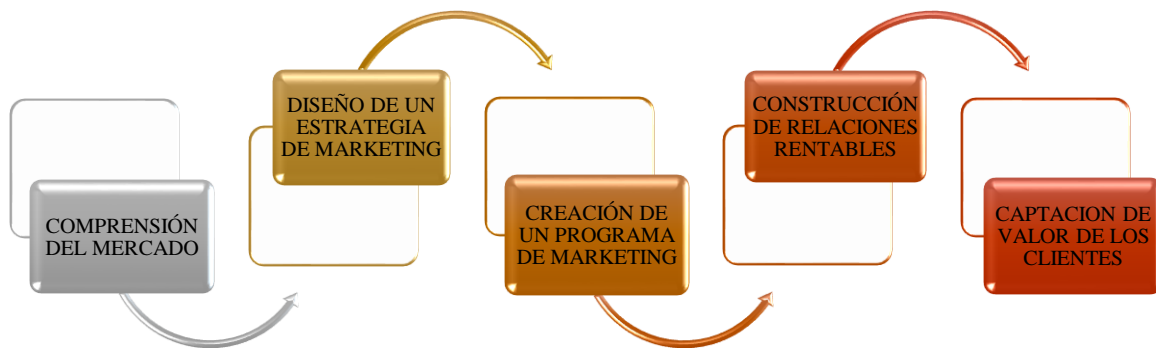 COMPRENSIÓN
DEL MERCADO
DISEÑO DE UN
ESTRATEGIA
DE MARKETING
CREACIÓN DE
UN PROGRAMA
DE MARKETING
CONSTRUCCIÓN
DE RELACIONES
RENTABLES
CAPTACION DE
VALOR DE LOS
CLIENTES